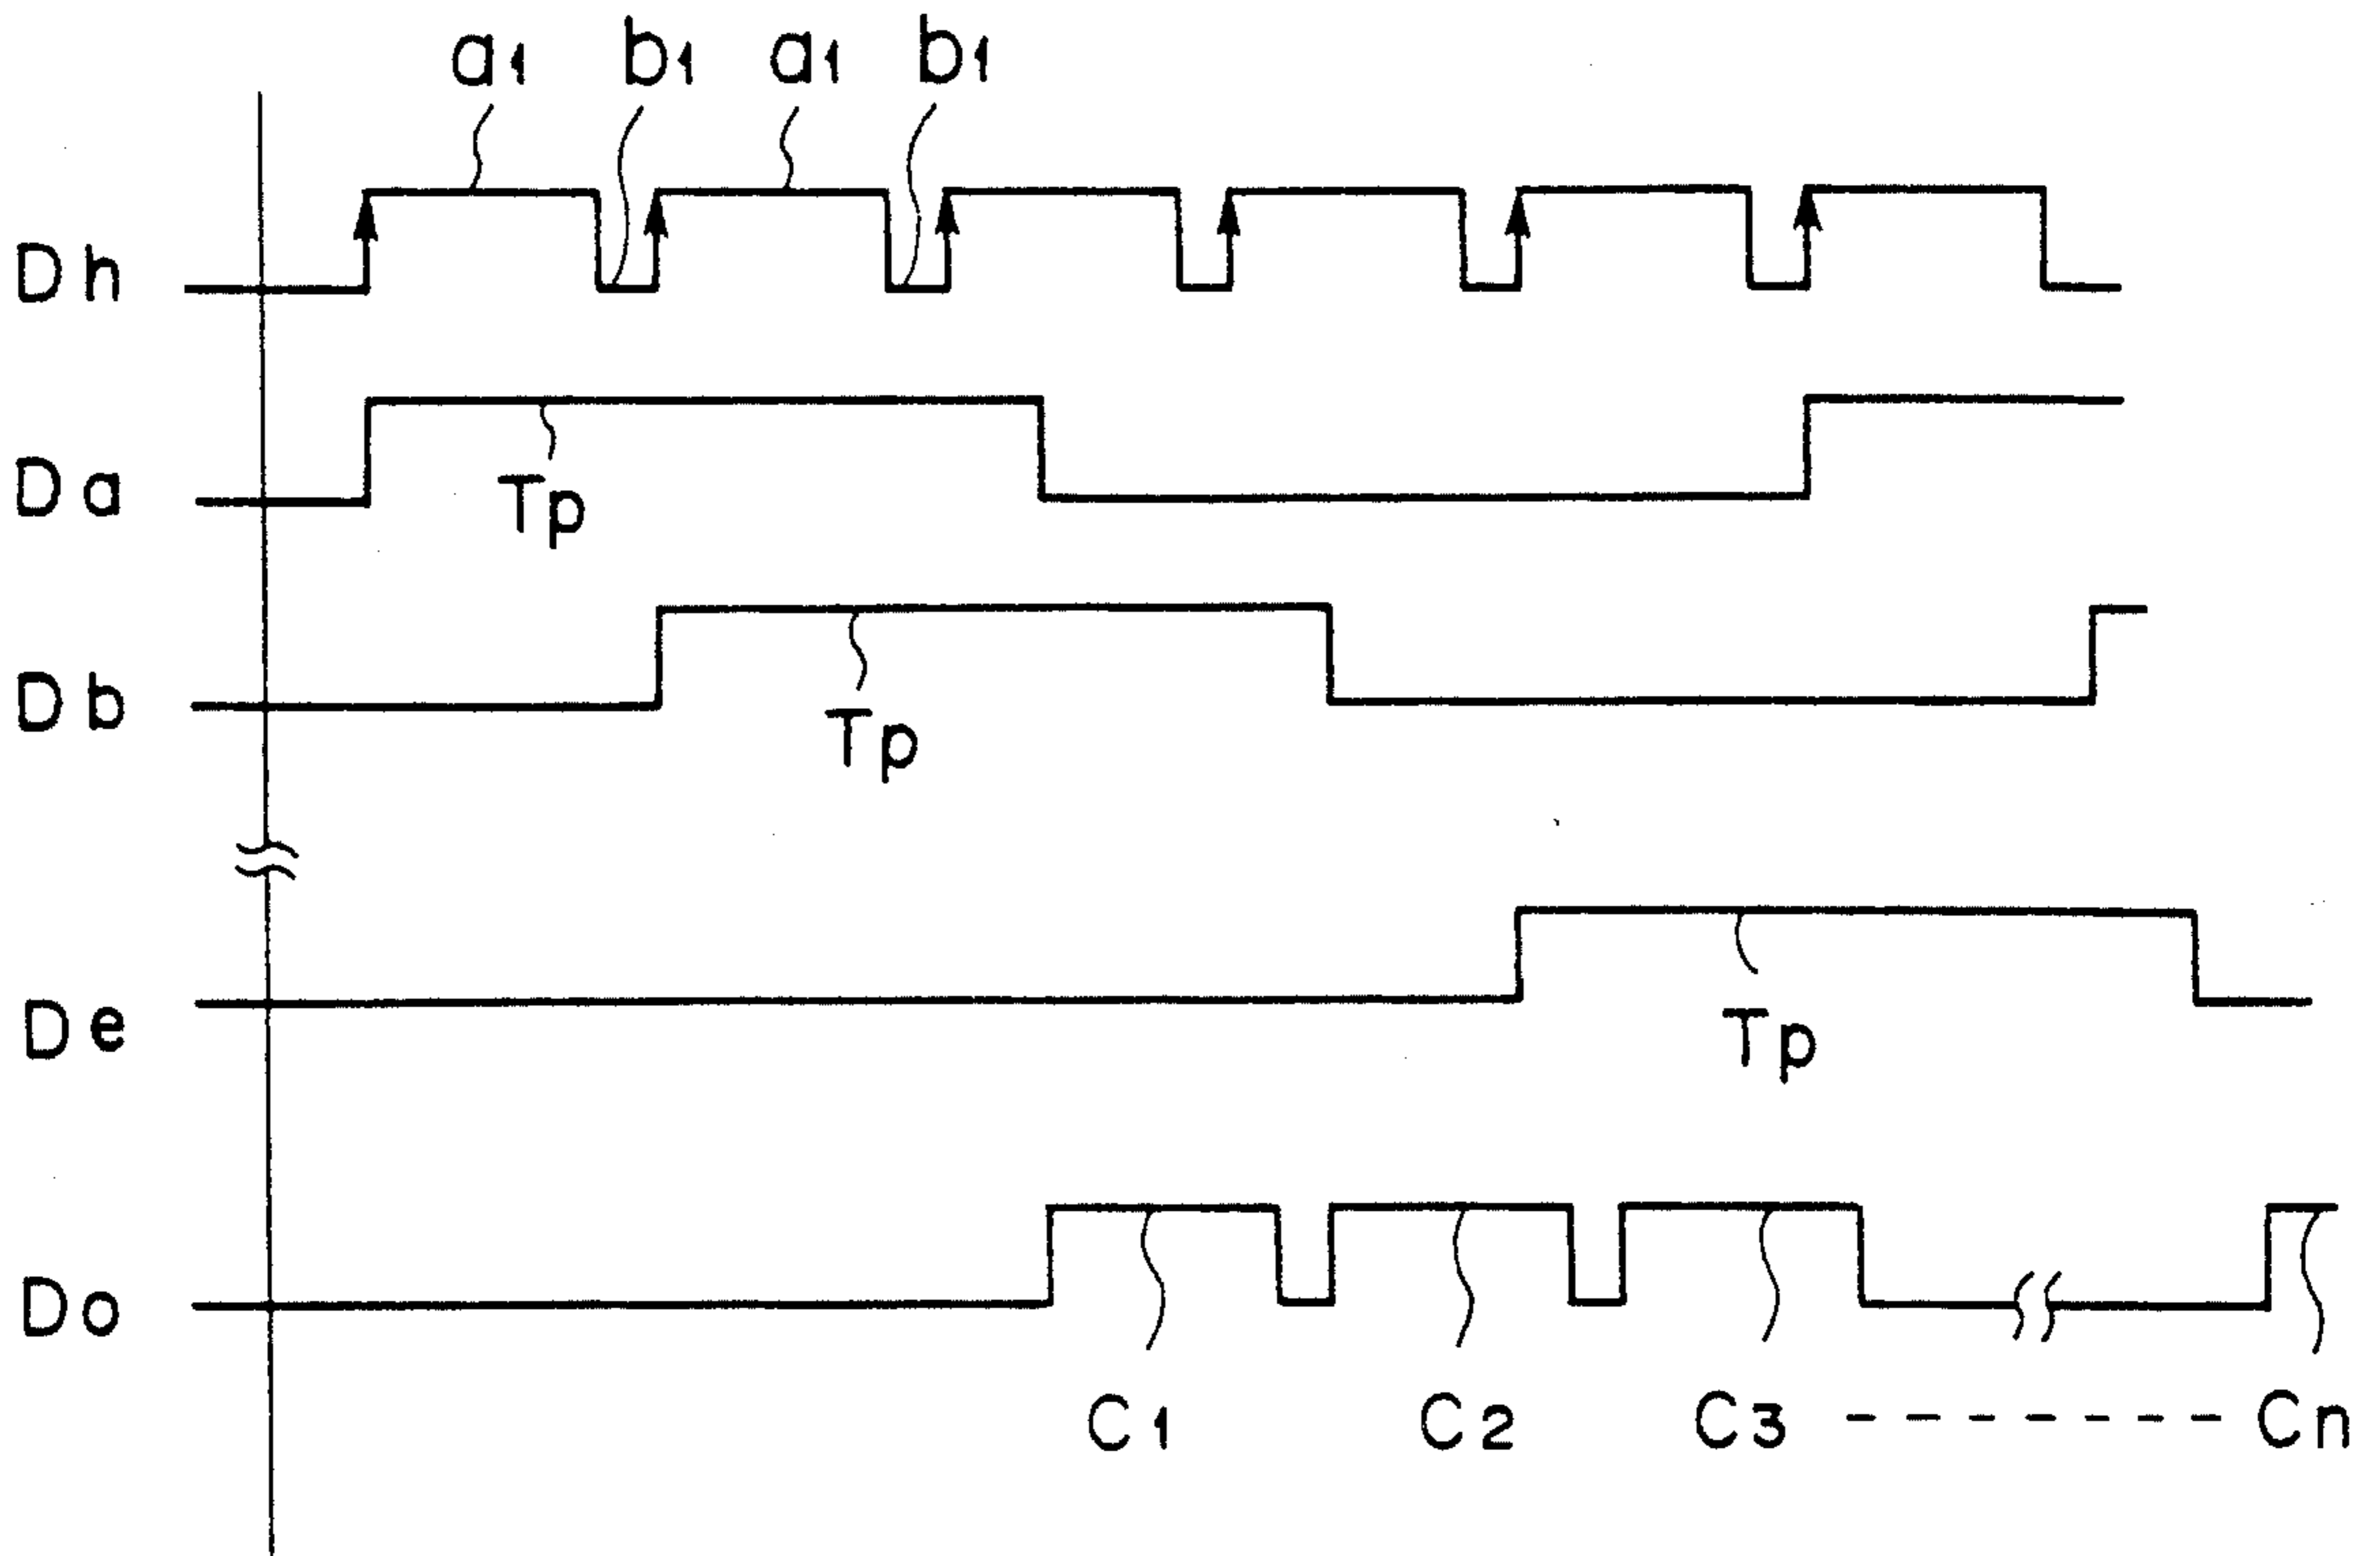 a1 b1 a1 b1
Dh
Da
Tp
Db
Tp
De
Tp
Do
C1 C2 C3 - - - - - - - Cn